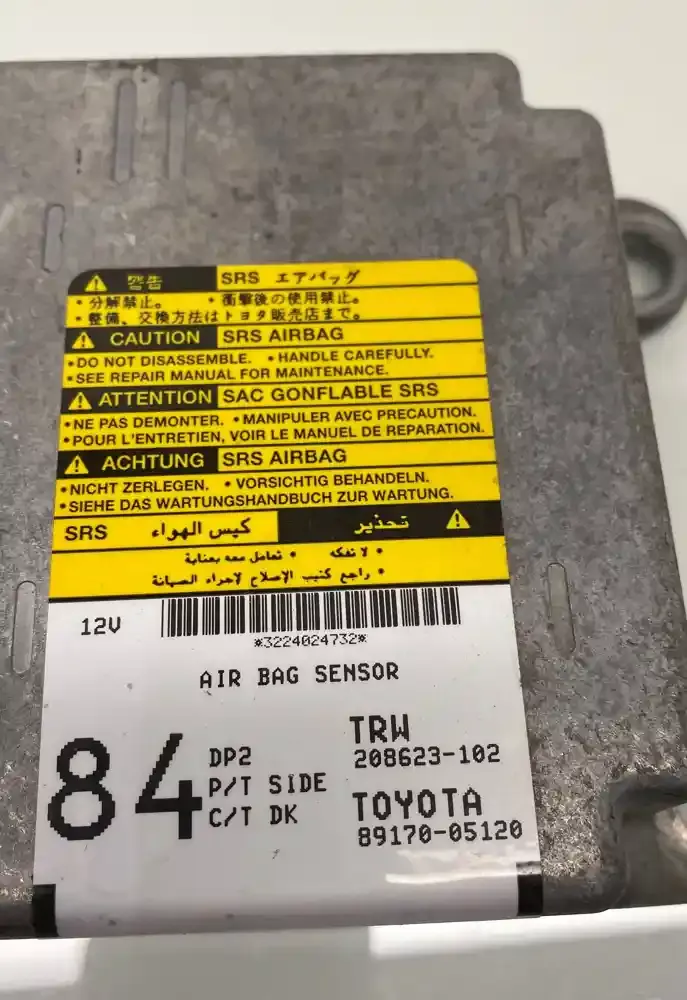 警告 SRS エアバッグ
・分解禁止。 ・衝撃後の使用禁止。
・整備、交換方法はトヨタ販売店まで。
CAUTION SRS AIRBAG
•DO NOT DISASSEMBLE. •HANDLE CAREFULLY.
•SEE REPAIR MANUAL FOR MAINTENANCE.
ATTENTION SAC GONFLABLE SRS
•NE PAS DEMONTER. •MANIPULER AVEC PRECAUTION.
•POUR L'ENTRETIEN, VOIR LE MANUEL DE REPARATION.
ACHTUNG SRS AIRBAG
•NICHT ZERLEGEN. •VORSICHTIG BEHANDELN.
•SIEHE DAS WARTUNGSHANDBUCH ZUR WARTUNG.
تحذير كيس الهواء SRS
• لا تفكه • تعامل معه بعناية
• راجع كتيب الإصلاح لإجراء الصيانة
12V
*3224024732*
AIR BAG SENSOR
84
DP2
P/T SIDE
C/T DK
TRW
208623-102
TOYOTA
89170-05120